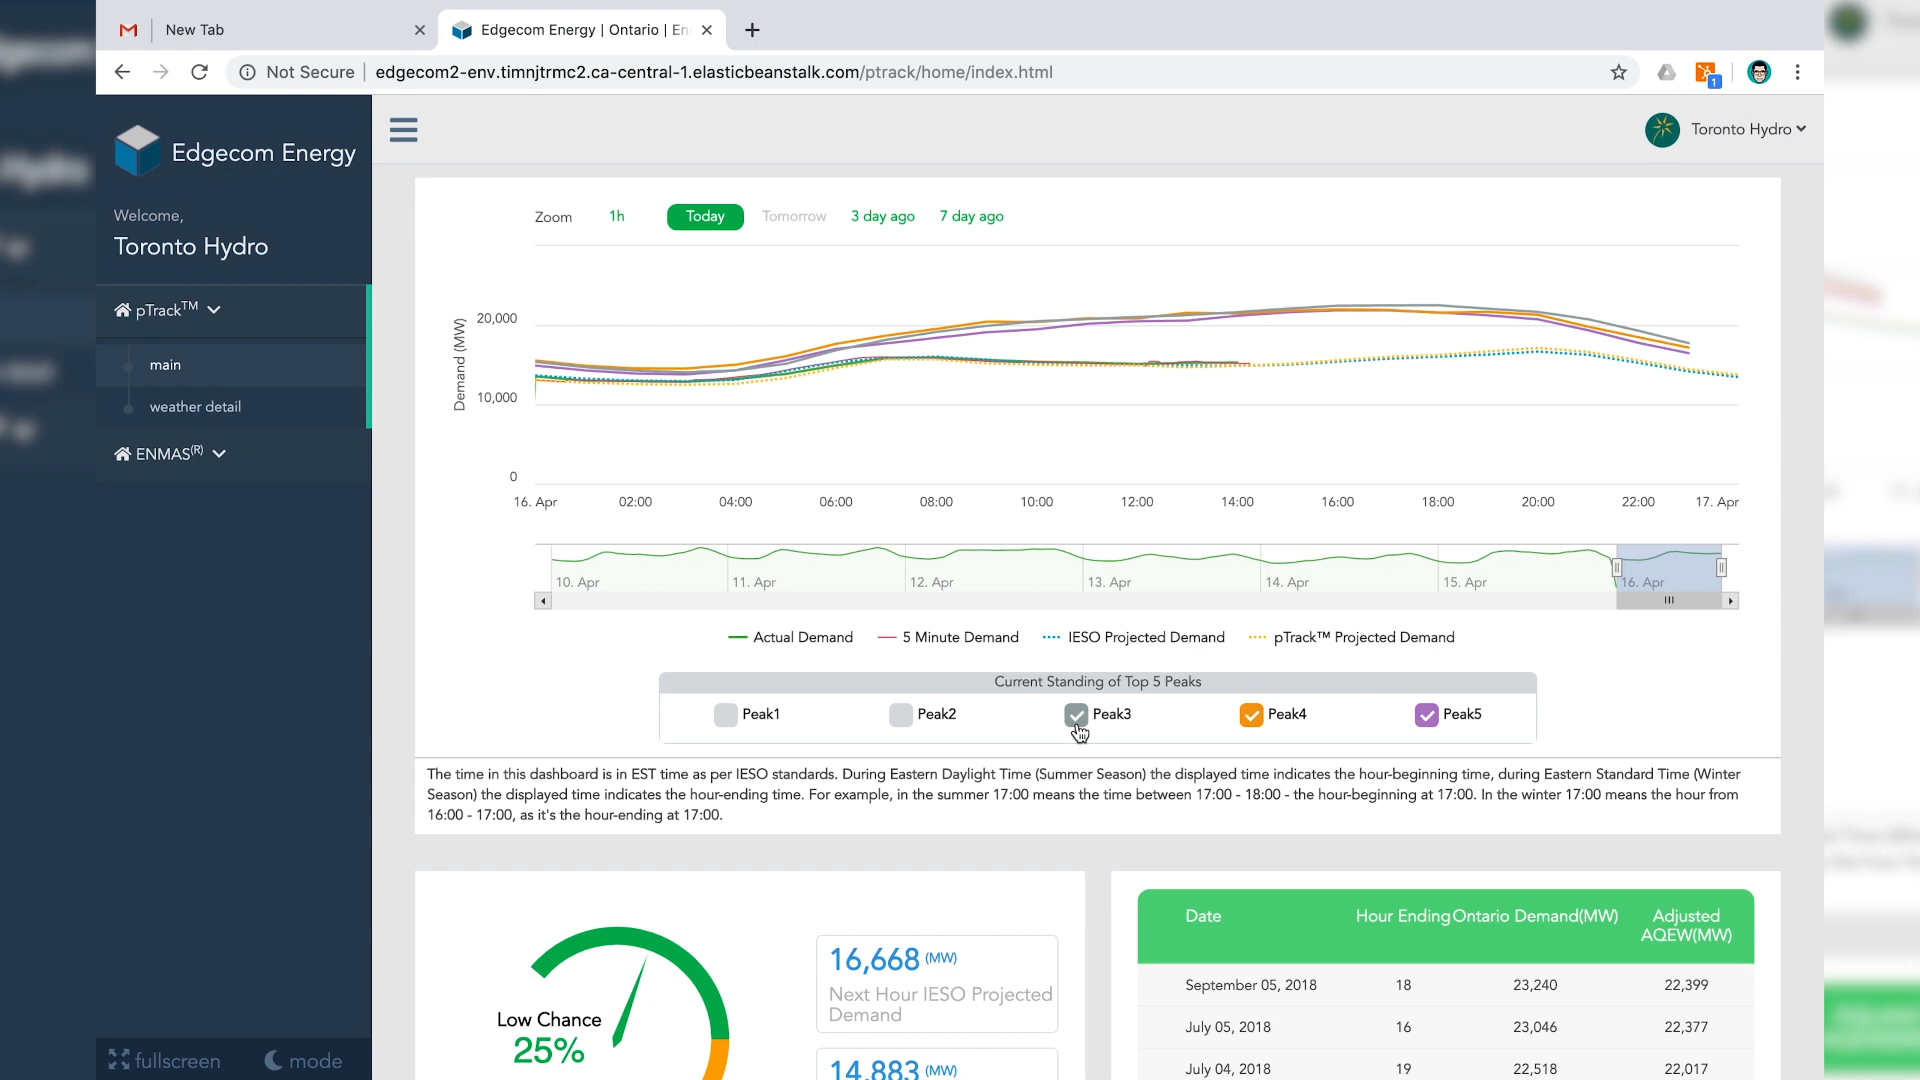 New Tab
Edgecom Energy | Ontario | En
Not Secure
edgecom2-env.timnjtrmc2.ca-central-1.elasticbeanstalk.com/ptrack/home/index.html
1
Edgecom Energy
Toronto Hydro
Welcome,
Toronto Hydro
pTrack™
main
weather detail
ENMAS(R)
fullscreen
mode
Zoom 1h Today Tomorrow 3 day ago 7 day ago
Demand (MW)
20,000
10,000
0
16. Apr 02:00 04:00 06:00 08:00 10:00 12:00 14:00 16:00 18:00 20:00 22:00 17. Apr
10. Apr 11. Apr 12. Apr 13. Apr 14. Apr 15. Apr 16. Apr
Actual Demand 5 Minute Demand IESO Projected Demand pTrack™ Projected Demand
Current Standing of Top 5 Peaks
Peak1 Peak2 Peak3 Peak4 Peak5
The time in this dashboard is in EST time as per IESO standards. During Eastern Daylight Time (Summer Season) the displayed time indicates the hour-beginning time, during Eastern Standard Time (Winter
Season) the displayed time indicates the hour-ending time. For example, in the summer 17:00 means the time between 17:00 - 18:00 - the hour-beginning at 17:00. In the winter 17:00 means the hour from
16:00 - 17:00, as it's the hour-ending at 17:00.
Low Chance
25%
16,668 (MW)
Next Hour IESO Projected
Demand
14,883 (MW)
Date Hour Ending Ontario Demand(MW) Adjusted
AQEW(MW)
September 05, 2018 18 23,240 22,399
July 05, 2018 16 23,046 22,377
July 04, 2018 19 22,518 22,017